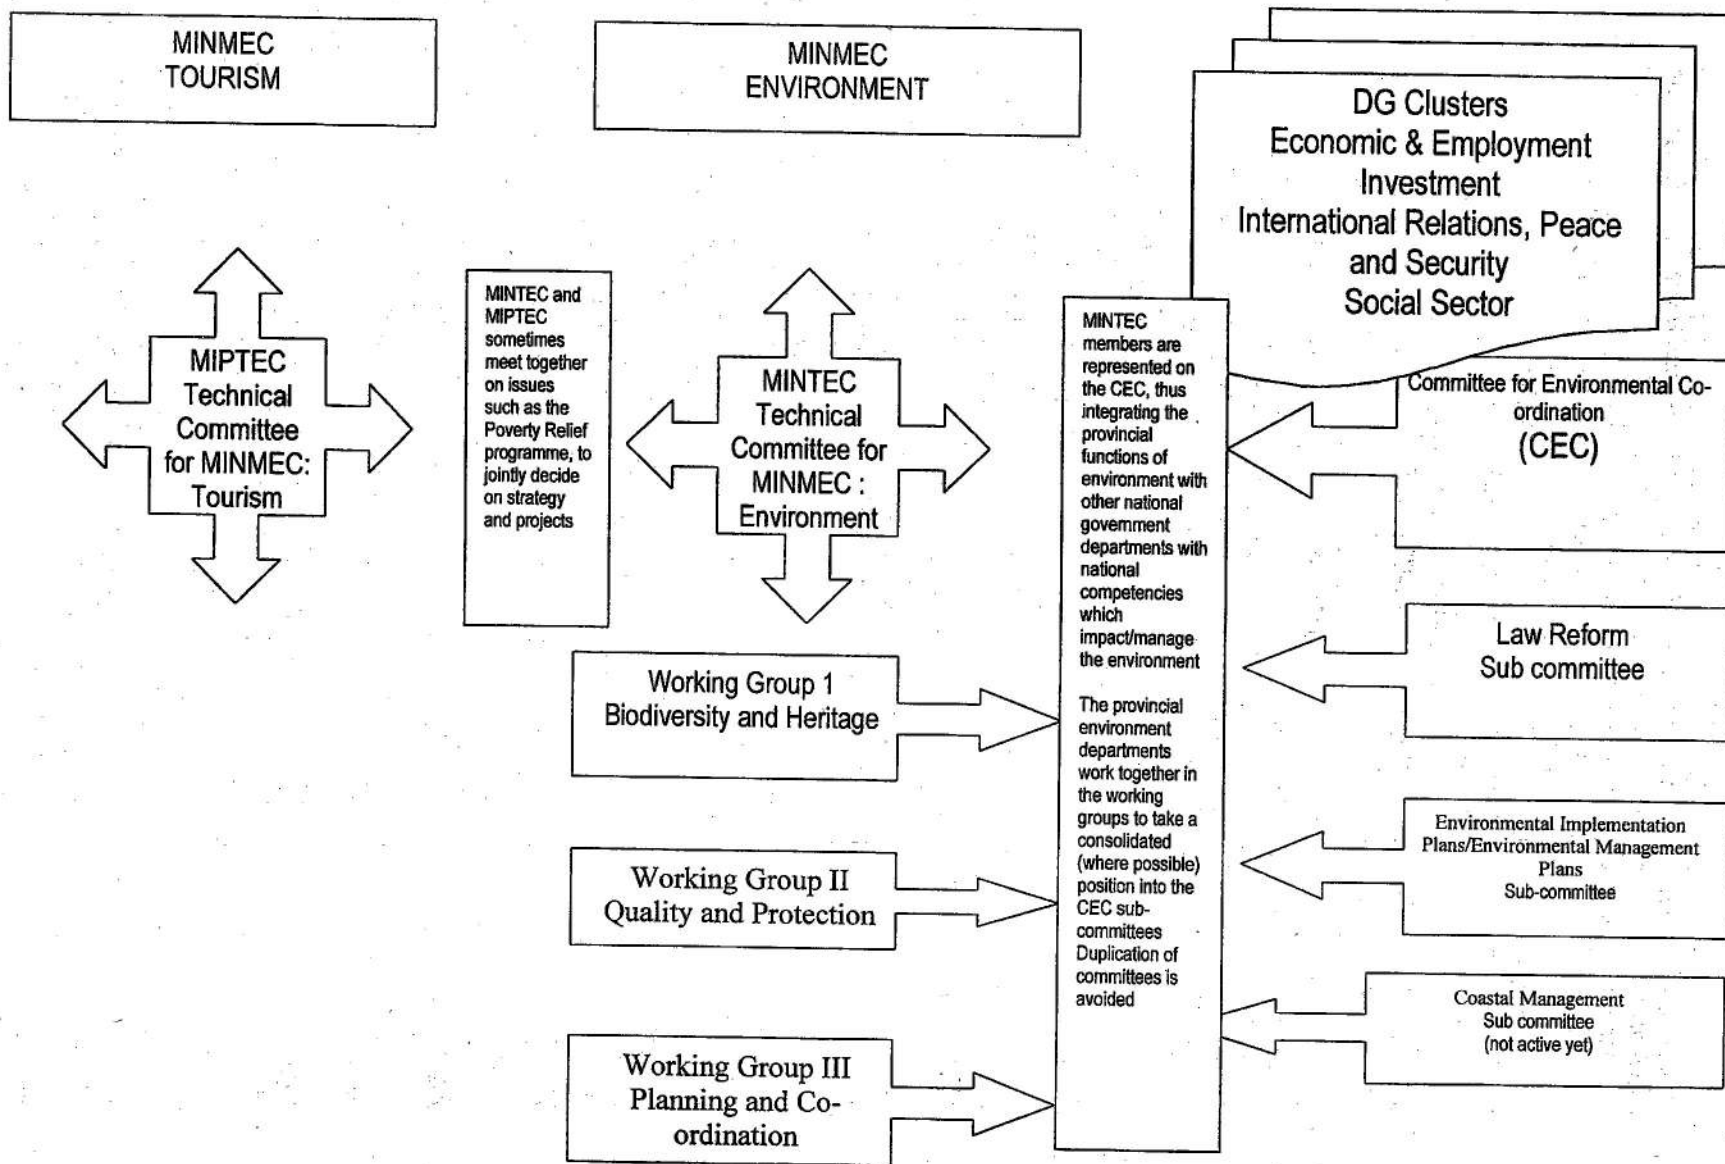 MINMEC
TOURISM
MINMEC
ENVIRONMENT
DG Clusters
Economic & Employment
Investment
International Relations, Peace
and Security
Social Sector
MIPTEC
Technical
Committee
for MINMEC:
Tourism
MINTEC and
MIPTEC
sometimes
meet together
on issues
such as the
Poverty Relief
programme, to
jointly decide
on strategy
and projects
MINTEC
Technical
Committee for
MINMEC :
Environment
MINTEC
members are
represented on
the CEC, thus
integrating the
provincial
functions of
environment with
other national
government
departments with
national
competencies
which
impact/manage
the environment
The provincial
environment
departments
work together in
the working
groups to take a
consolidated
(where possible)
position into the
CEC sub-
committees
Duplication of
committees is
avoided
Committee for Environmental Co-
ordination
(CEC)
Law Reform
Sub committee
Environmental Implementation
Plans/Environmental Management
Plans
Sub-committee
Coastal Management
Sub committee
(not active yet)
Working Group 1
Biodiversity and Heritage
Working Group II
Quality and Protection
Working Group III
Planning and Co-
ordination